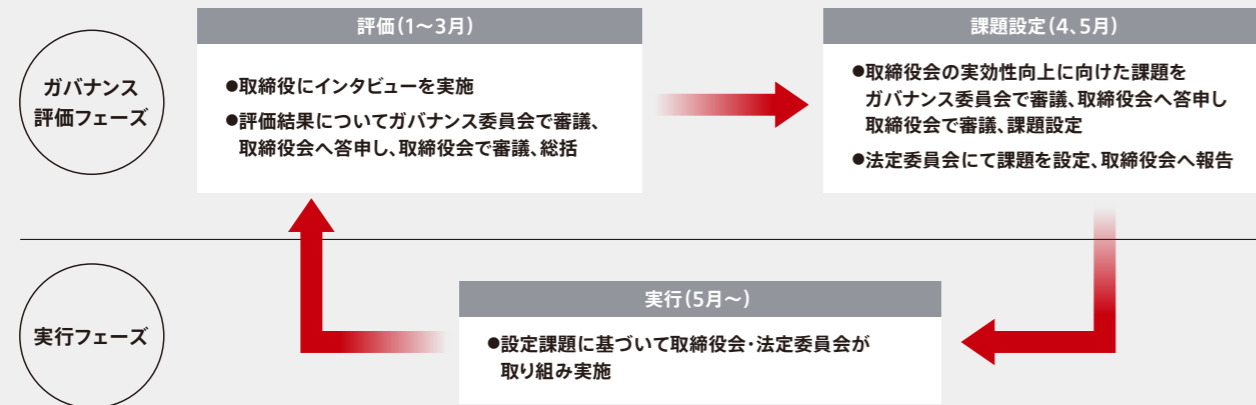 ガバナンス
評価フェーズ
評価(1～3月)
●取締役にインタビューを実施
●評価結果についてガバナンス委員会で審議、
取締役会へ答申し、取締役会で審議、総括
課題設定(4、5月)
●取締役会の実効性向上に向けた課題を
ガバナンス委員会で審議、取締役会へ答申し
取締役会で審議、課題設定
●法定委員会にて課題を設定、取締役会へ報告
実行フェーズ
実行(5月～)
●設定課題に基づいて取締役会・法定委員会が
取り組み実施